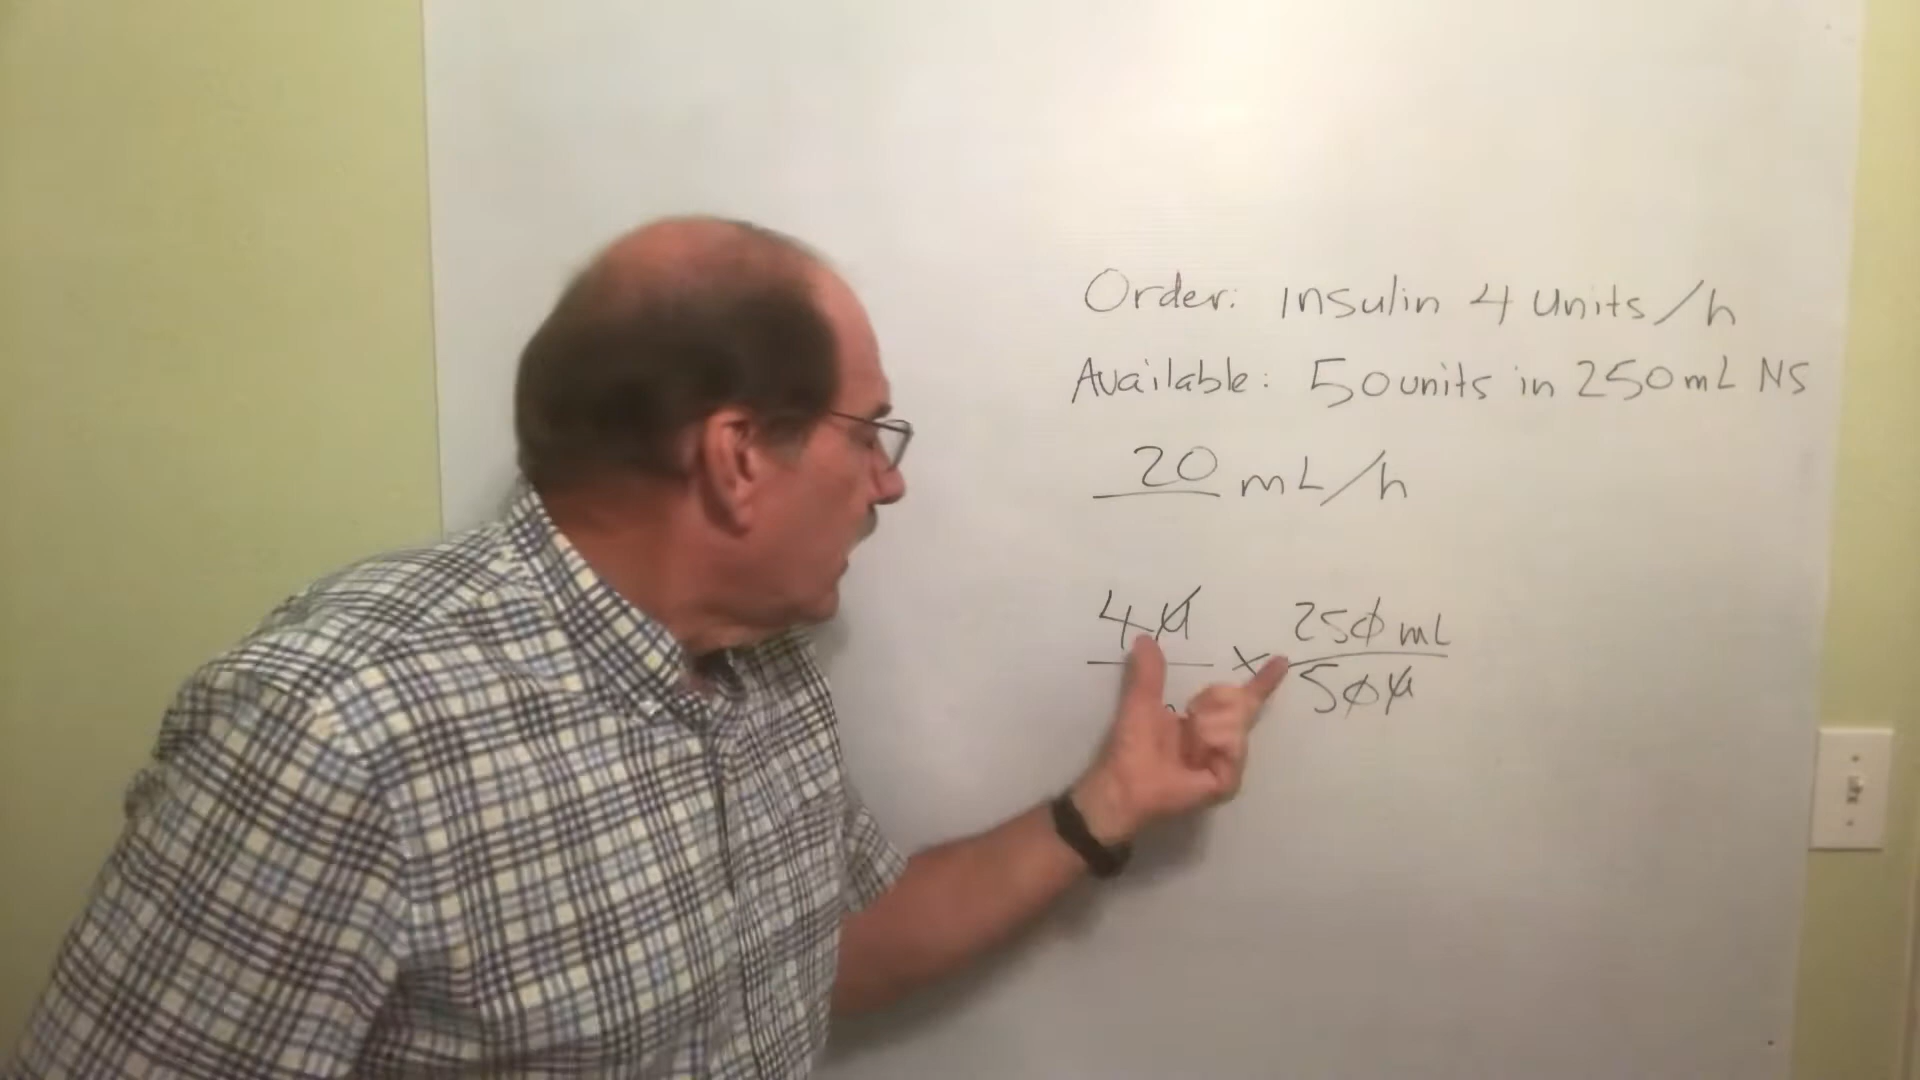 Order: insulin 4 units/h
Available: 50 units in 250 mL NS
20 mL/h
4 u × 250 mL
50 u